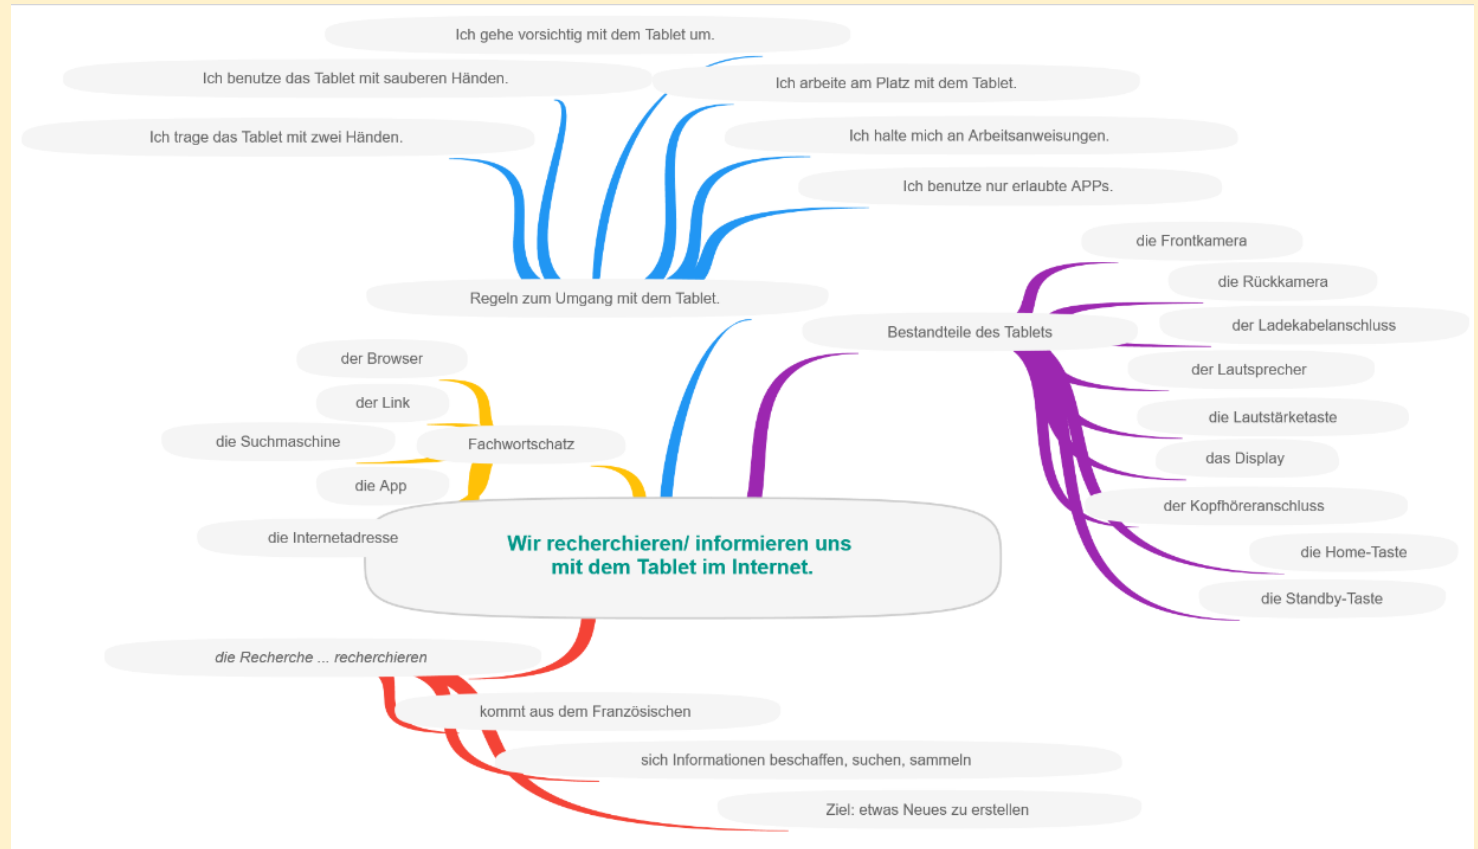 Ich gehe vorsichtig mit dem Tablet um.
Ich benutze das Tablet mit sauberen Händen.
Ich arbeite am Platz mit dem Tablet.
Ich trage das Tablet mit zwei Händen.
Ich halte mich an Arbeitsanweisungen.
Ich benutze nur erlaubte APPs.
Regeln zum Umgang mit dem Tablet.
die Frontkamera
die Rückkamera
der Ladekabelanschluss
der Lautsprecher
die Lautstärketaste
das Display
der Kopfhöreranschluss
die Home-Taste
die Standby-Taste
Bestandteile des Tablets
der Browser
der Link
die Suchmaschine
Fachwortschatz
die App
die Internetadresse
Wir recherchieren/ informieren uns
mit dem Tablet im Internet.
die Recherche ... recherchieren
kommt aus dem Französischen
sich Informationen beschaffen, suchen, sammeln
Ziel: etwas Neues zu erstellen